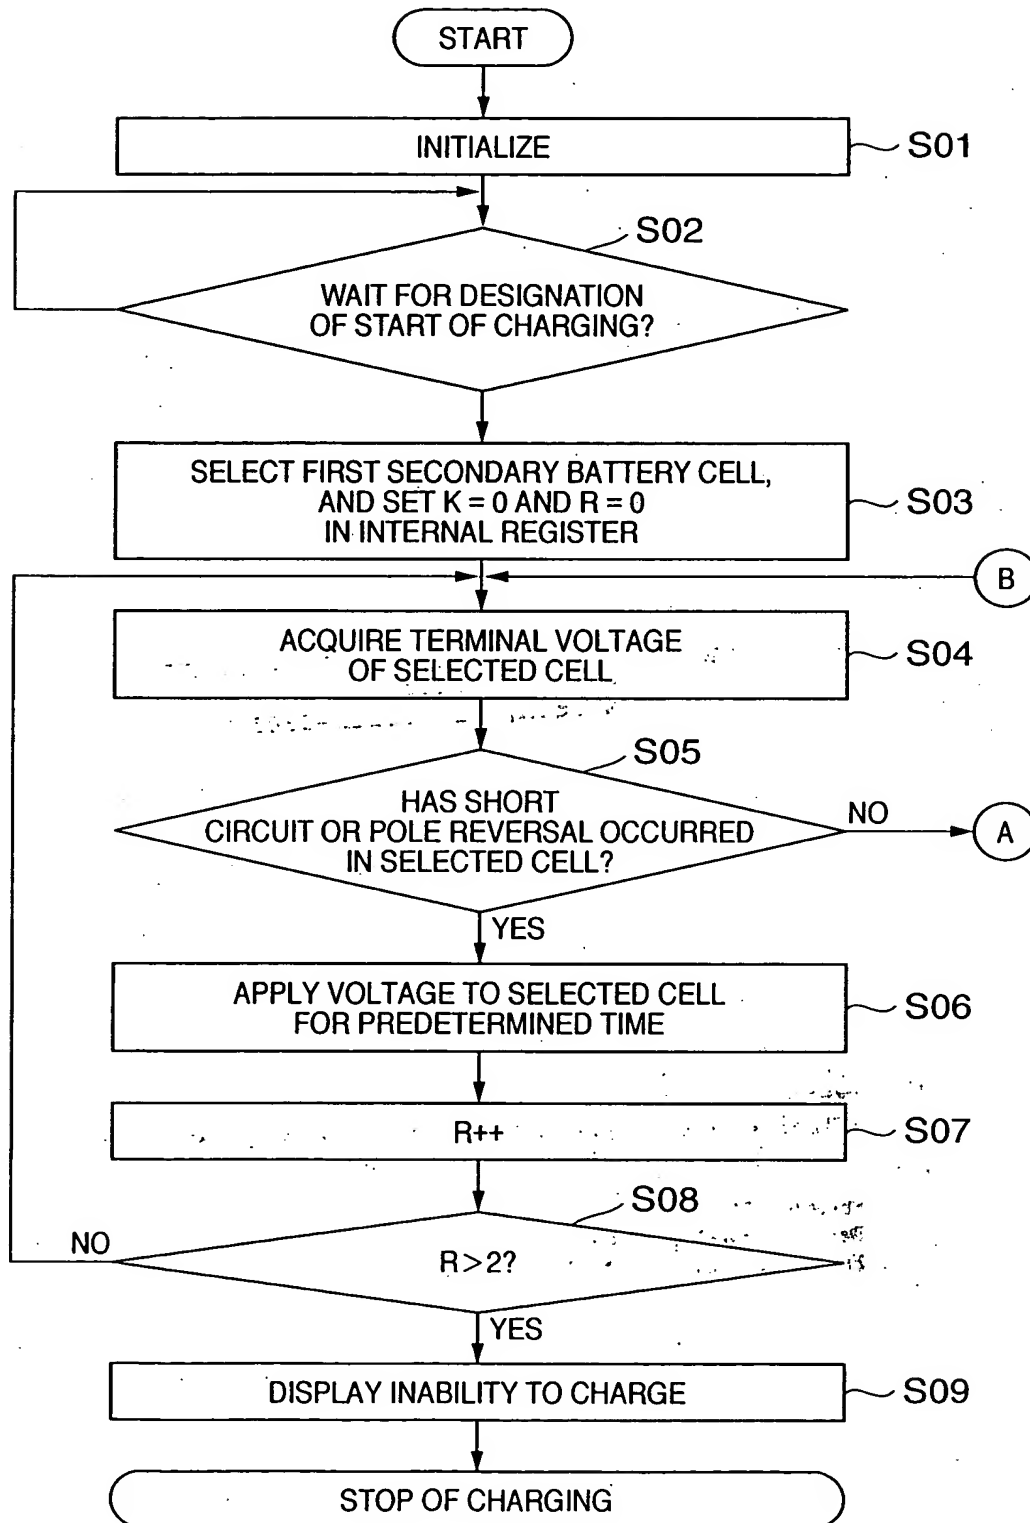 START
INITIALIZE
S01
S02
WAIT FOR DESIGNATION
OF START OF CHARGING?
SELECT FIRST SECONDARY BATTERY CELL,
AND SET K = 0 AND R = 0
IN INTERNAL REGISTER
S03
B
ACQUIRE TERMINAL VOLTAGE
OF SELECTED CELL
S04
S05
HAS SHORT
CIRCUIT OR POLE REVERSAL OCCURRED
IN SELECTED CELL?
NO
A
YES
APPLY VOLTAGE TO SELECTED CELL
FOR PREDETERMINED TIME
S06
R++
S07
S08
NO
R>2?
YES
DISPLAY INABILITY TO CHARGE
S09
STOP OF CHARGING